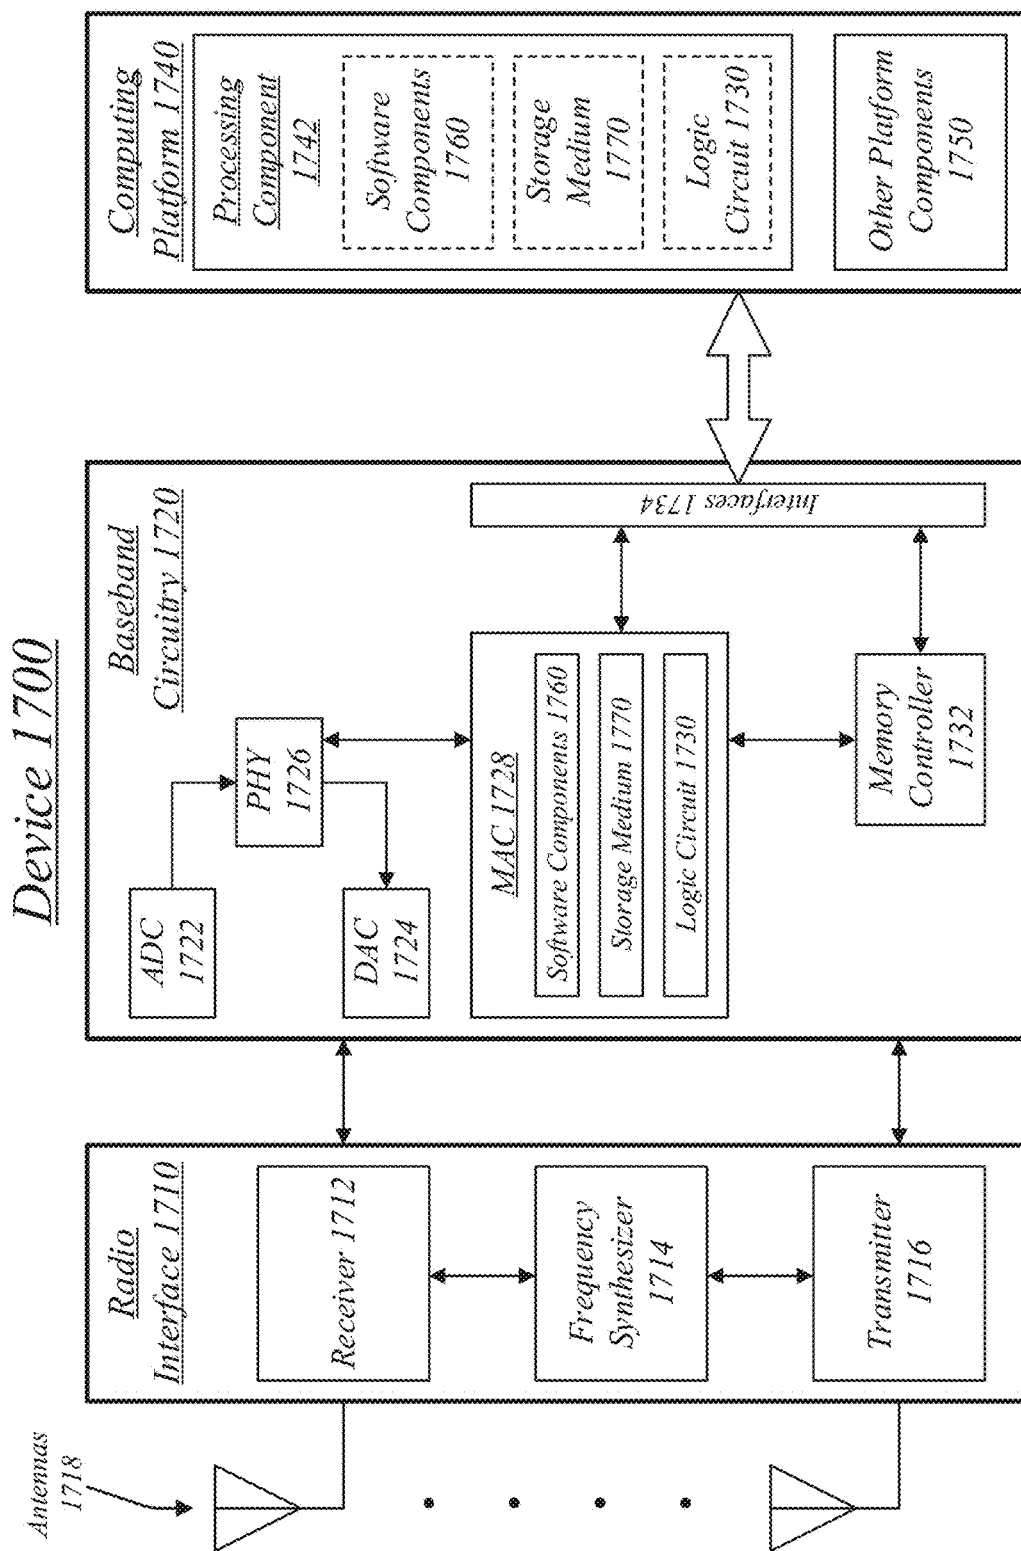 Device 1700
Antennas
1718
Radio
Interface 1710
Receiver 1712
Frequency
Synthesizer
1714
Transmitter
1716
Baseband
Circuitry 1720
ADC
1722
PHY
1726
DAC
1724
MAC 1728
Software Components 1760
Storage Medium 1770
Logic Circuit 1730
Memory
Controller
1732
Interfaces 1734
Computing
Platform 1740
Processing
Component
1742
Software
Components
1760
Storage
Medium
1770
Logic
Circuit 1730
Other Platform
Components
1750